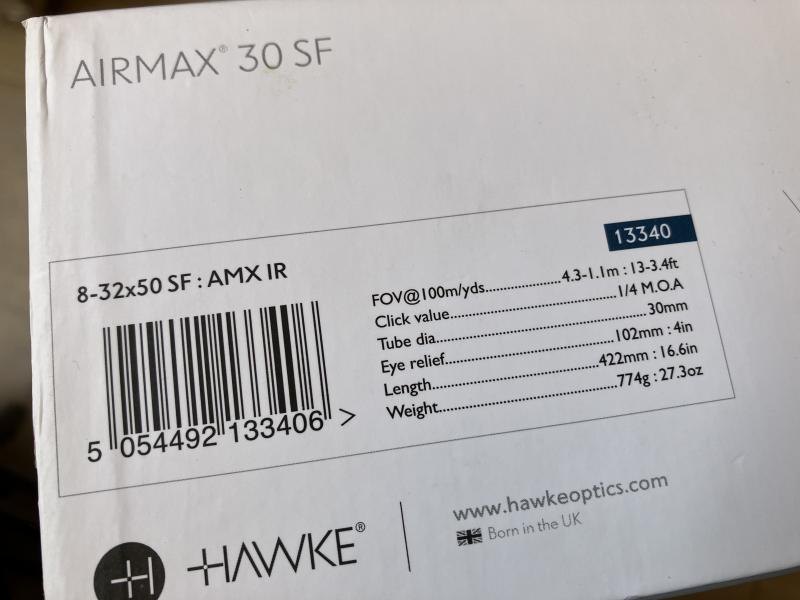 AIRMAX® 30 SF
13340
8-32x50 SF : AMX IR
FOV@100m/yds....................4.3-1.1m : 13-3.4ft
Click value....................1/4 M.O.A
Tube dia....................30mm
Eye relief....................102mm : 4in
Length....................422mm : 16.6in
Weight....................774g : 27.3oz
5 054492 133406 >
HAWKE®
www.hawkeoptics.com
Born in the UK